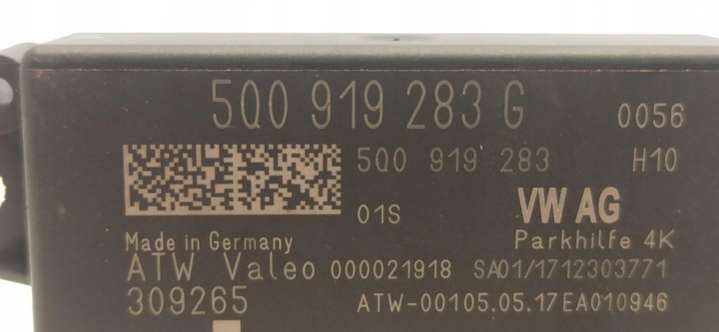 5Q0 919 283 G 0056
5Q0 919 283 H10
01S VW AG
Made in Germany Parkhilfe 4K
ATW Valeo 000021918 SA01/1712303771
309265 ATW-00105.05.17EA010946